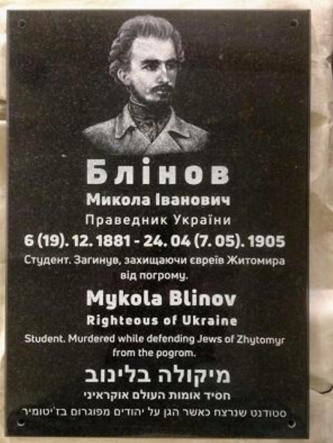 Блінов
Микола Іванович
Праведник України
6 (19). 12. 1881 - 24. 04 (7. 05). 1905
Студент. Загинув, захищаючи євреїв Житомира
від погрому.
Mykola Blinov
Righteous of Ukraine
Student. Murdered while defending Jews of Zhytomyr
from the pogrom.
מיקולה בלינוב
חסיד אומות העולם אוקראיני
סטודנט שנרצח כאשר הגן על יהודים מפוגרום בז'יטומיר